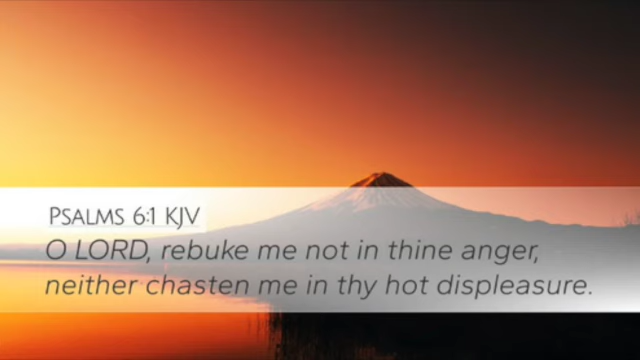 PSALMS 6:1 KJV
O LORD, rebuke me not in thine anger,
neither chasten me in thy hot displeasure.